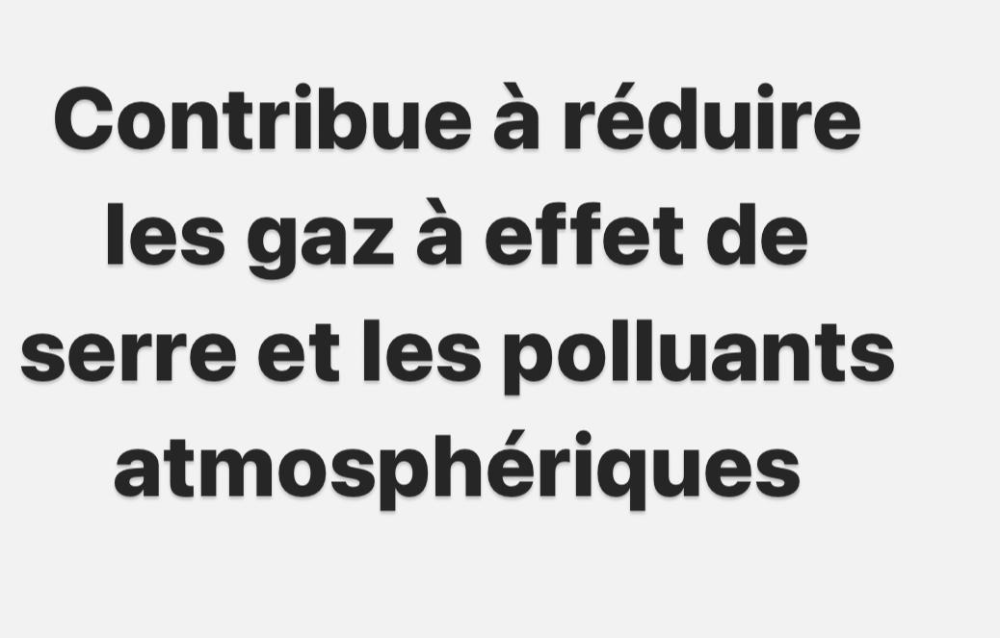 Contribue à réduire
les gaz à effet de
serre et les polluants
atmosphériques